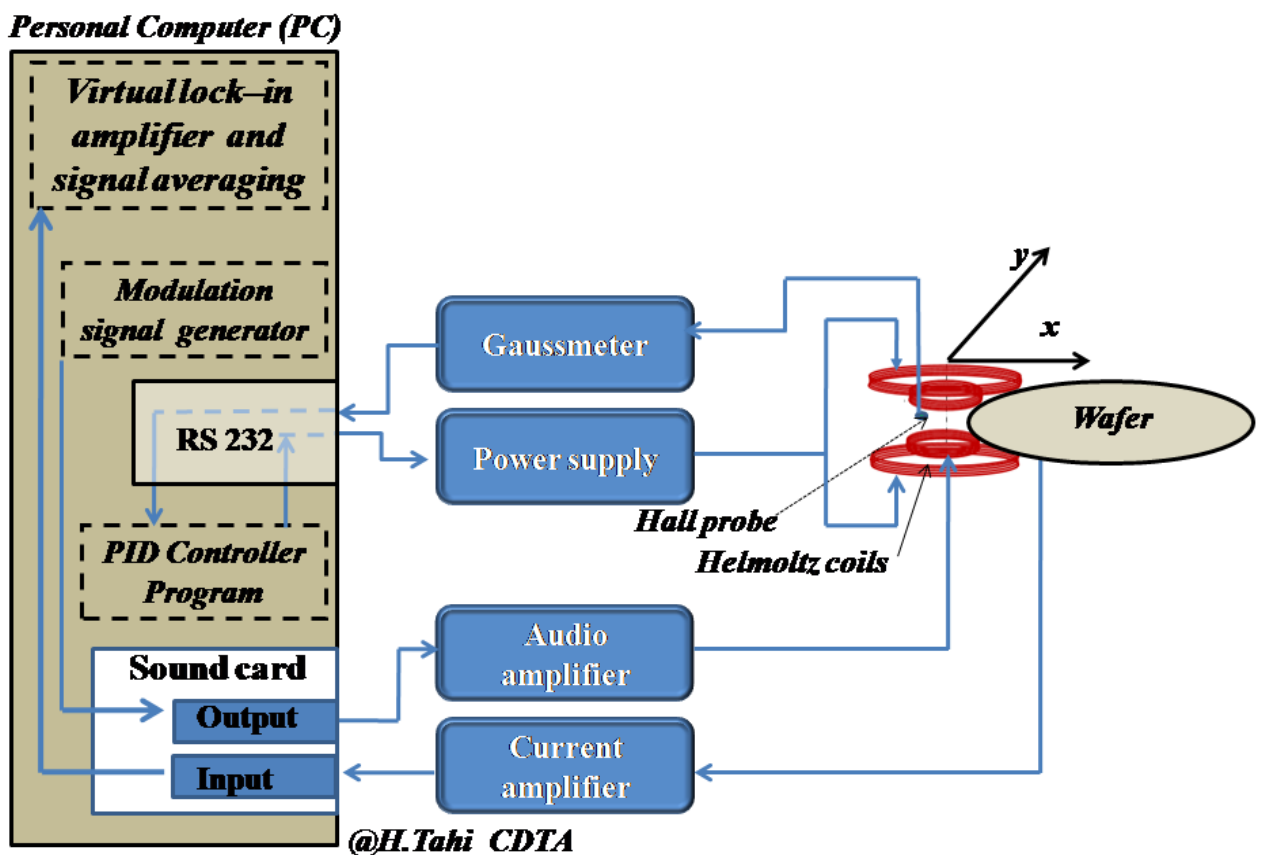 Personal Computer (PC)
Virtual lock–in
amplifier and
signal averaging
Modulation
signal generator
RS 232
PID Controller
Program
Sound card
Output
Input
Gaussmeter
Power supply
Audio
amplifier
Current
amplifier
y
x
Wafer
Hall probe
Helmoltz coils
@H.Tahi CDTA